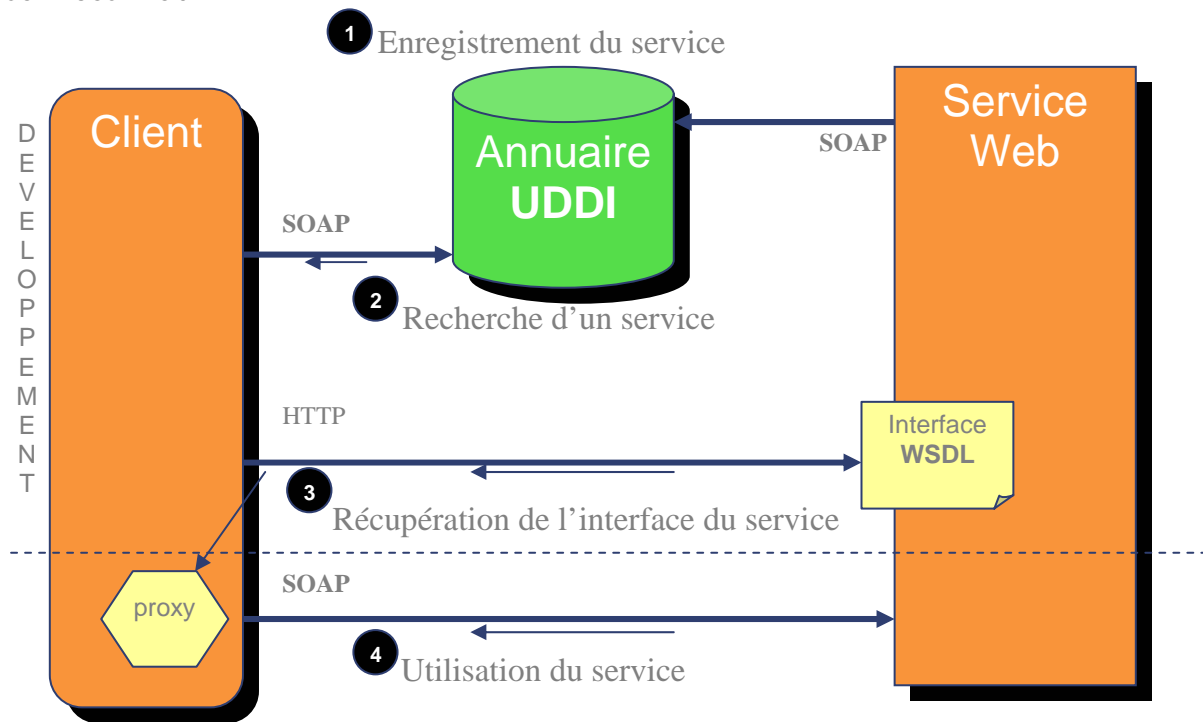 1 Enregistrement du service
Client
Annuaire
UDDI
Service
Web
SOAP
DEVELOPPEMENT
SOAP
2 Recherche d’un service
HTTP
Interface
WSDL
3 Récupération de l’interface du service
SOAP
proxy
4 Utilisation du service